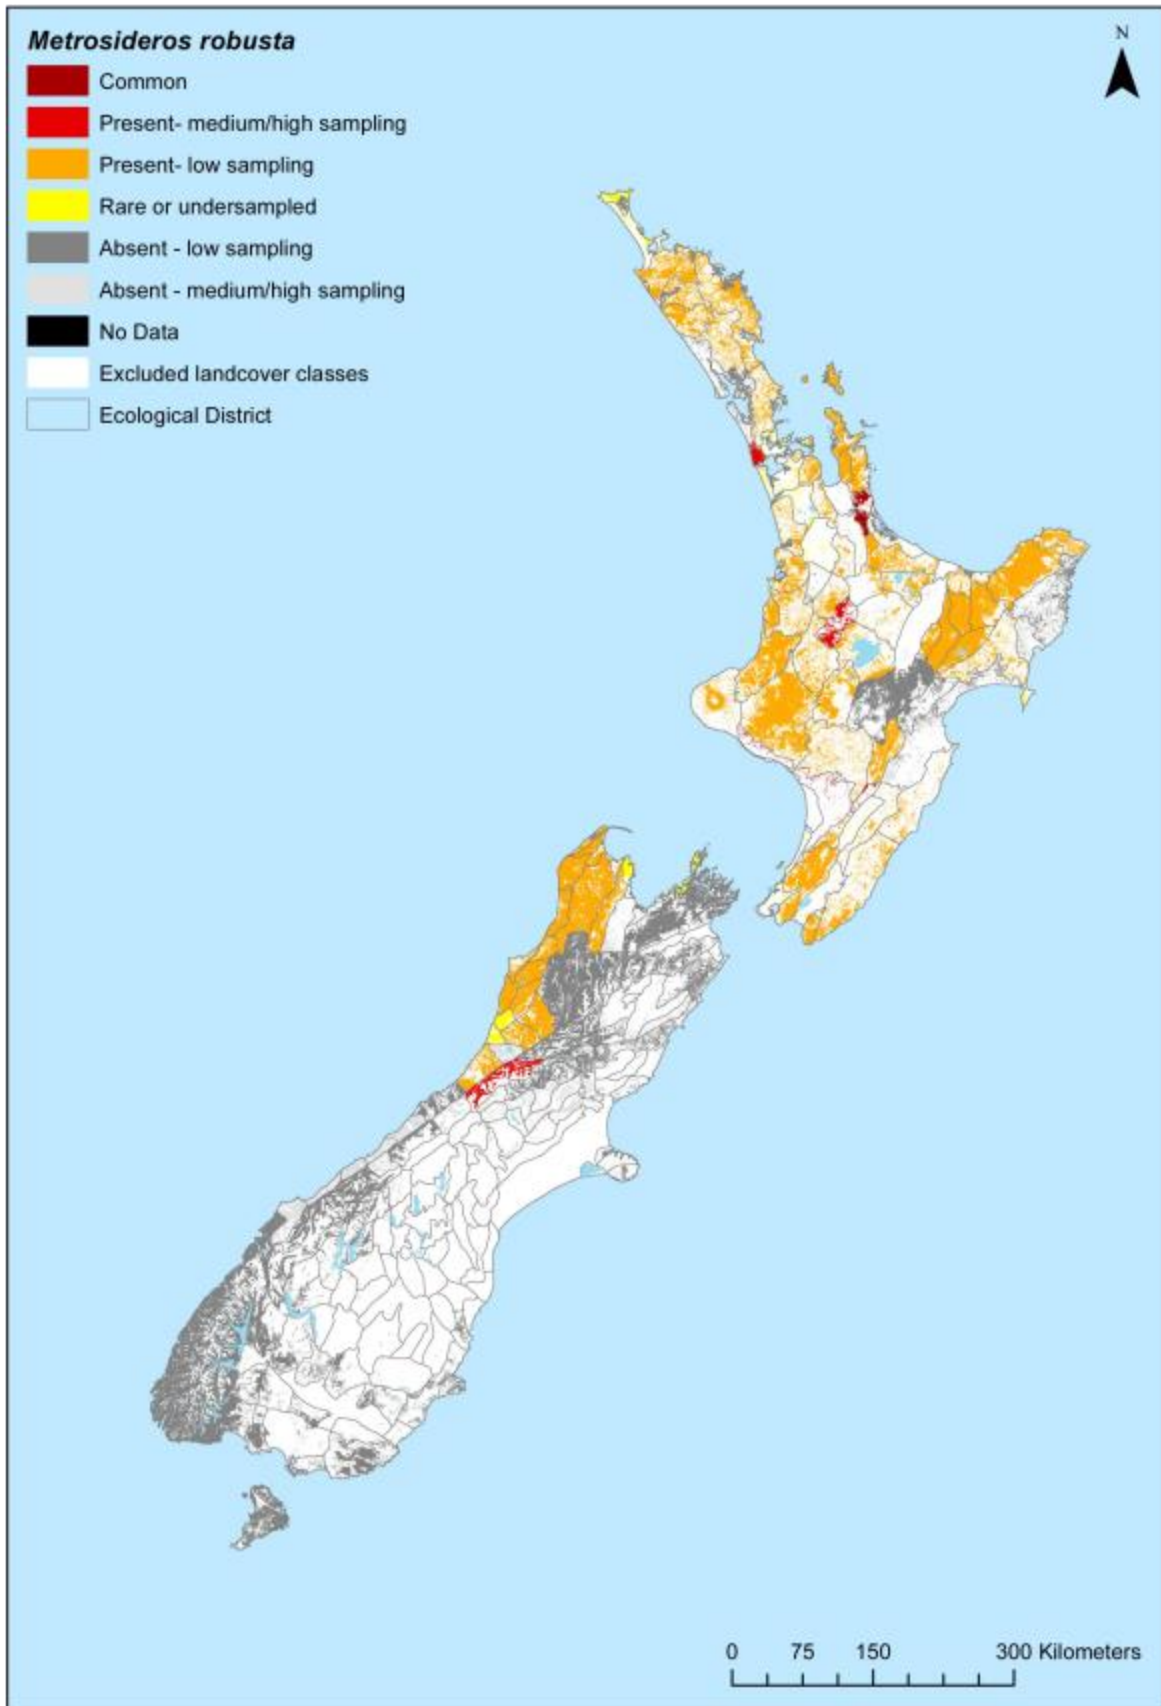 Metrosideros robusta
Common
Present- medium/high sampling
Present- low sampling
Rare or undersampled
Absent - low sampling
Absent - medium/high sampling
No Data
Excluded landcover classes
Ecological District
N
0 75 150 300 Kilometers